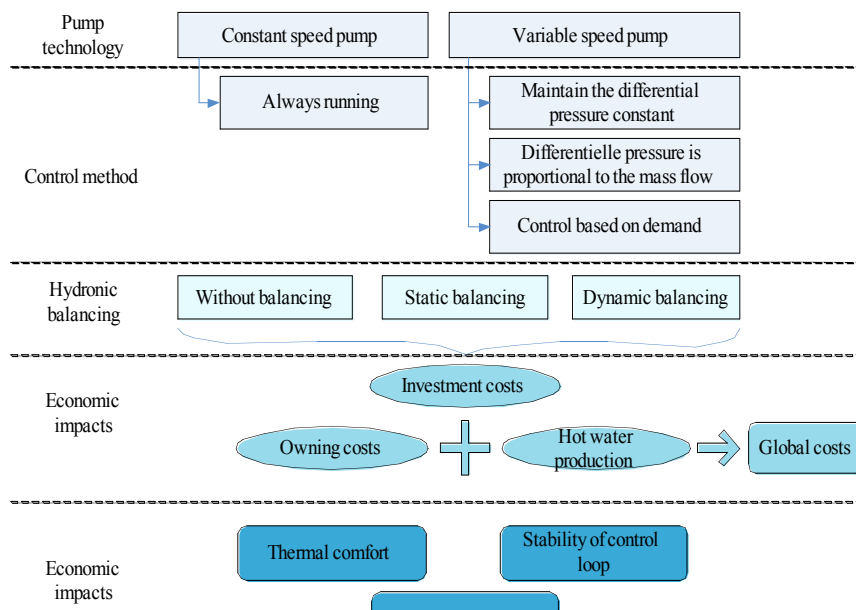 Pump
technology
Constant speed pump
Variable speed pump
Always running
Maintain the differential
pressure constant
Control method
Differentielle pressure is
proportional to the mass flow
Control based on demand
Hydronic
balancing
Without balancing
Static balancing
Dynamic balancing
Economic
impacts
Investment costs
Owning costs
Hot water
production
Global costs
Economic
impacts
Thermal comfort
Stability of control
loop